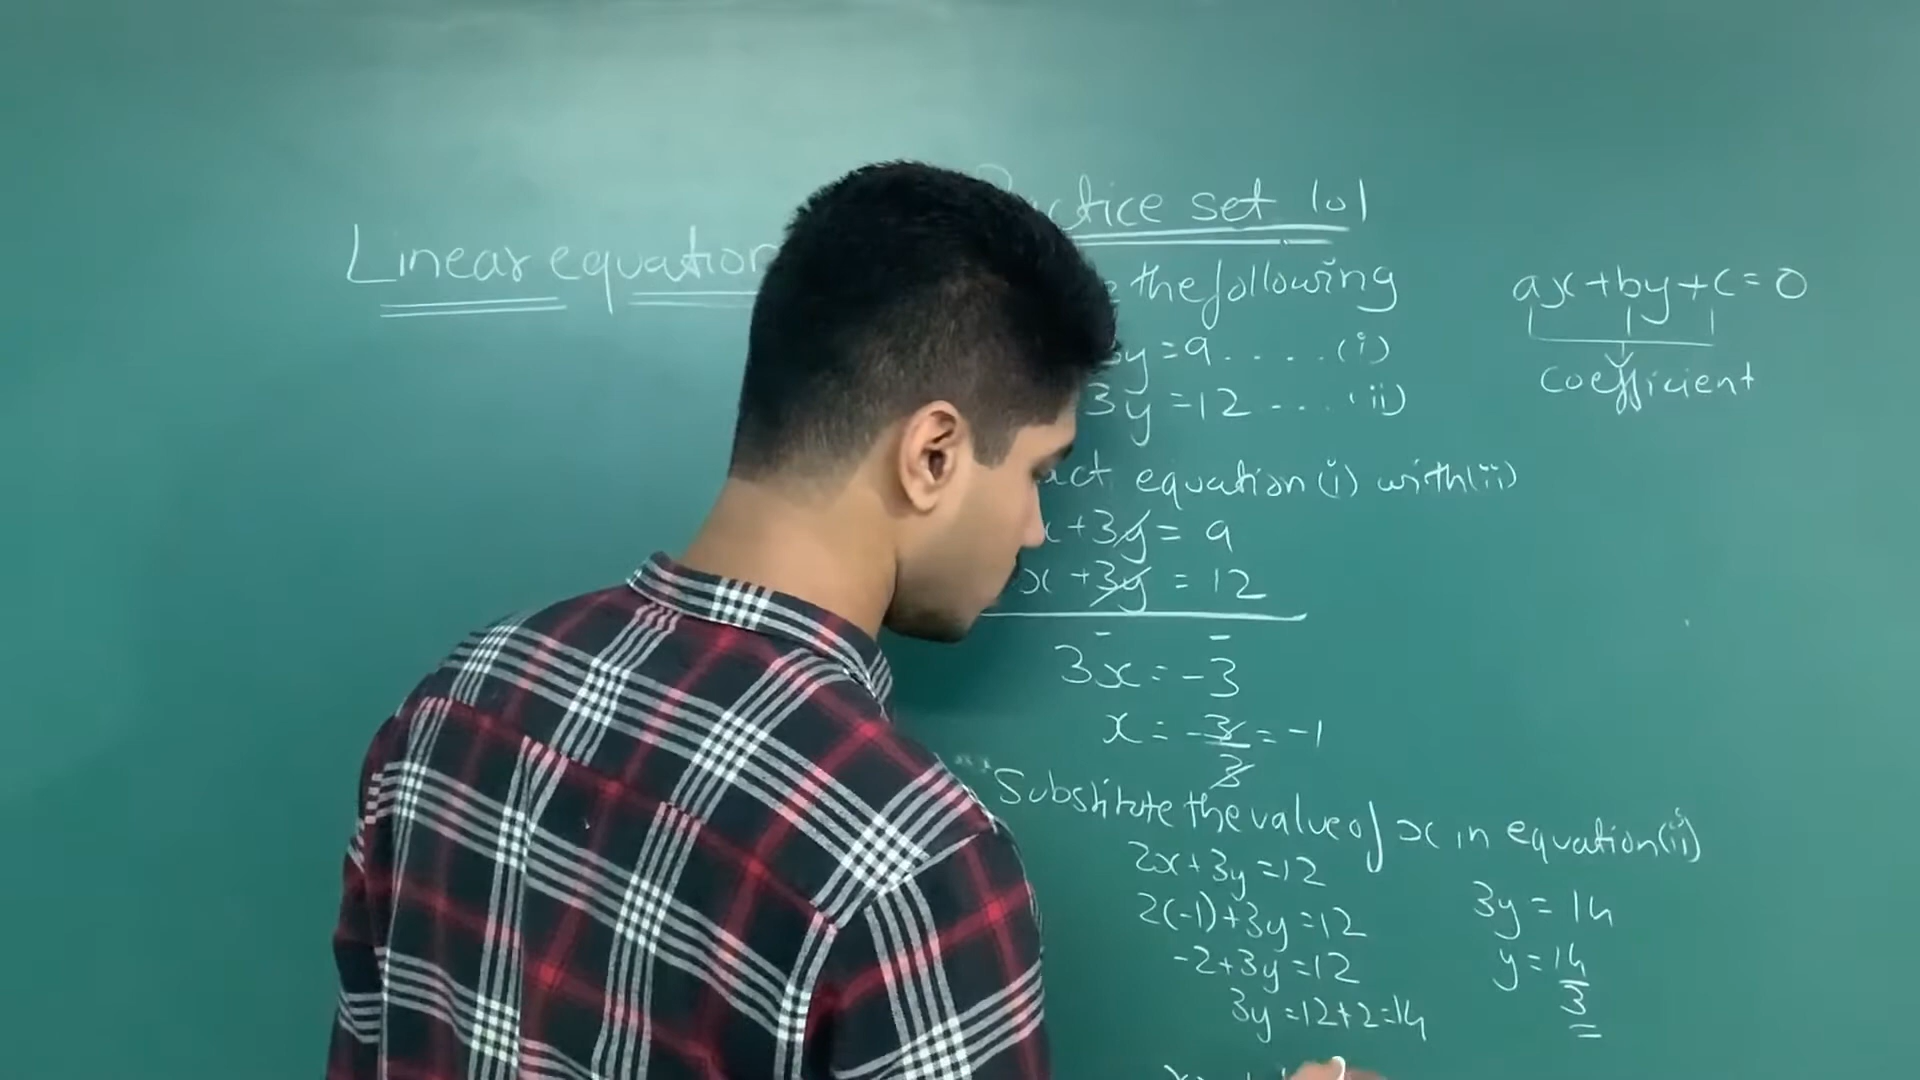 Practice set 1.1
Linear equation
the following
ax+by+c=0
3y=9.....(i)
coefficient
3y=12....(ii)
equation(i) with(ii)
x+3y=9
x+3y=12
- -
3x=-3
x=-3/3=-1
Substitute the value of x in equation(ii)
2x+3y=12
2(-1)+3y=12
-2+3y=12
3y=12+2=14
3y=14
y=14/3